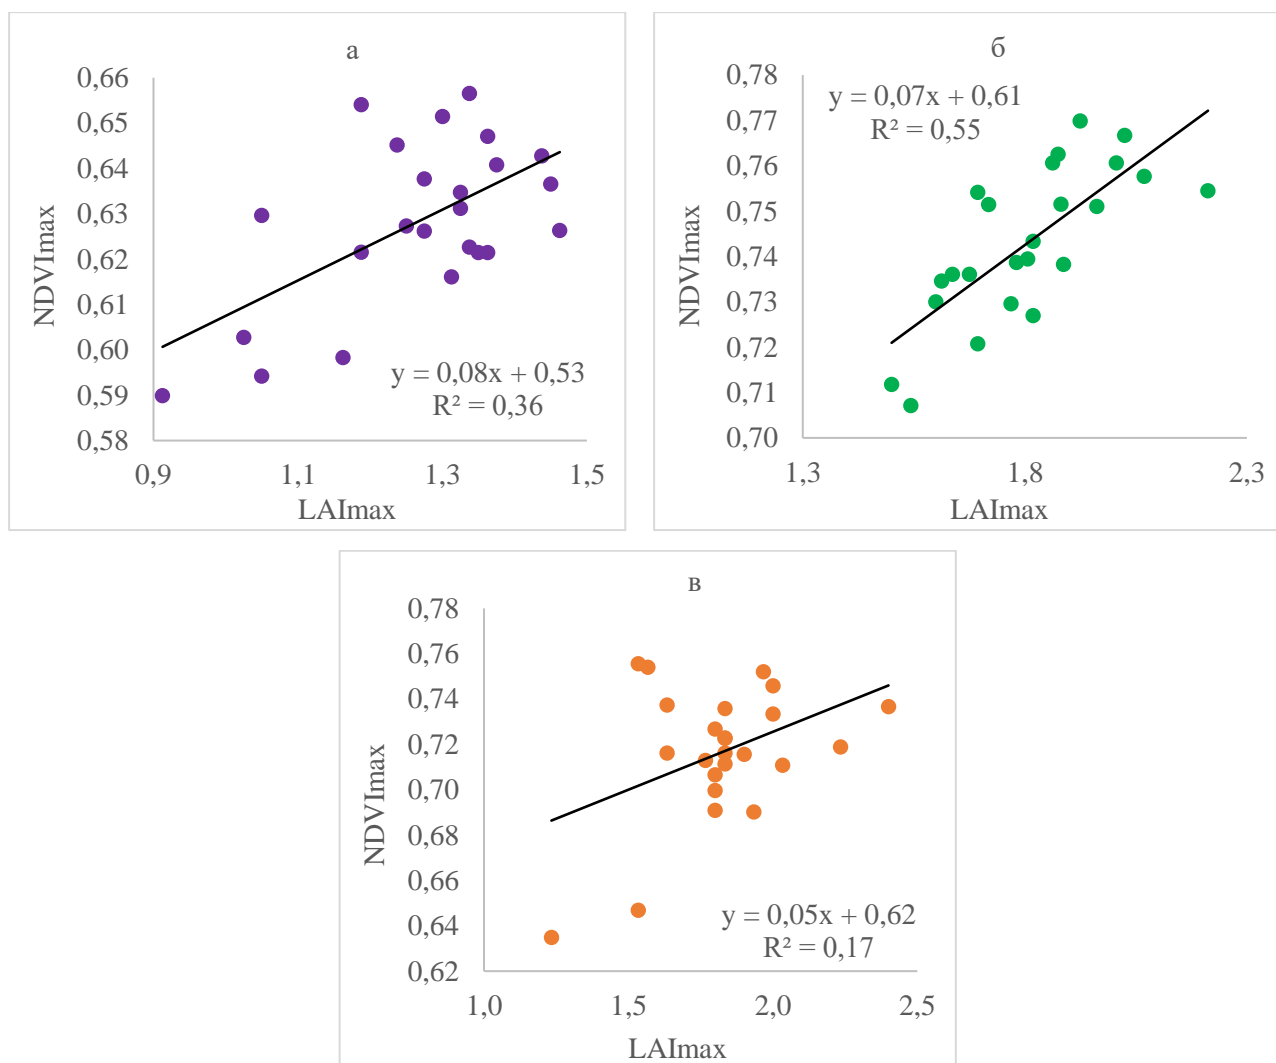 а
0,66
0,65
0,64
0,63
0,62
0,61
0,60
0,59
0,58
NDVImax
y = 0,08x + 0,53
R² = 0,36
0,9 1,1 1,3 1,5
LAImax
б
0,78
0,77
0,76
0,75
0,74
0,73
0,72
0,71
0,70
NDVImax
y = 0,07x + 0,61
R² = 0,55
1,3 1,8 2,3
LAImax
в
0,78
0,76
0,74
0,72
0,70
0,68
0,66
0,64
0,62
NDVImax
y = 0,05x + 0,62
R² = 0,17
1,0 1,5 2,0 2,5
LAImax